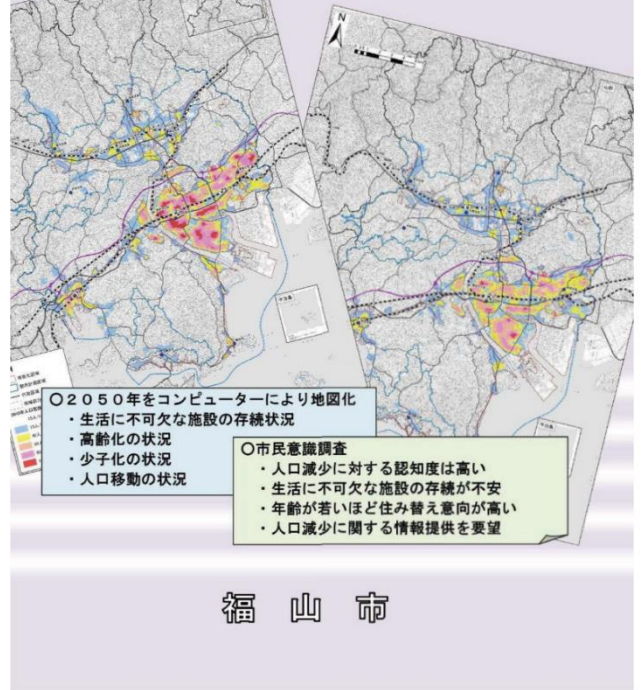 N
○2050年をコンピューターにより地図化
・生活に不可欠な施設の存続状況
・高齢化の状況
・少子化の状況
・人口移動の状況
○市民意識調査
・人口減少に対する認知度は高い
・生活に不可欠な施設の存続が不安
・年齢が若いほど住み替え意向が高い
・人口減少に関する情報提供を要望
福山市